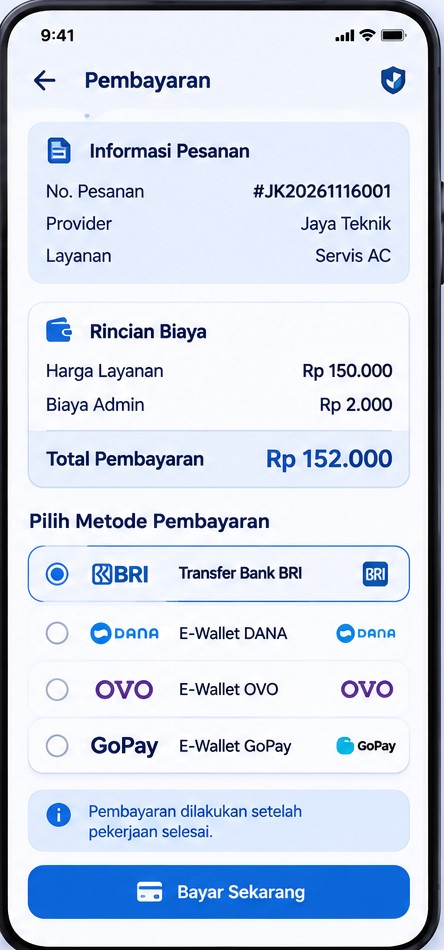 9:41
Pembayaran
Informasi Pesanan
No. Pesanan #JK20261116001
Provider Jaya Teknik
Layanan Servis AC
Rincian Biaya
Harga Layanan Rp 150.000
Biaya Admin Rp 2.000
Total Pembayaran Rp 152.000
Pilih Metode Pembayaran
BRI Transfer Bank BRI BRI
DANA E-Wallet DANA DANA
OVO E-Wallet OVO OVO
GoPay E-Wallet GoPay GoPay
Pembayaran dilakukan setelah
pekerjaan selesai.
Bayar Sekarang